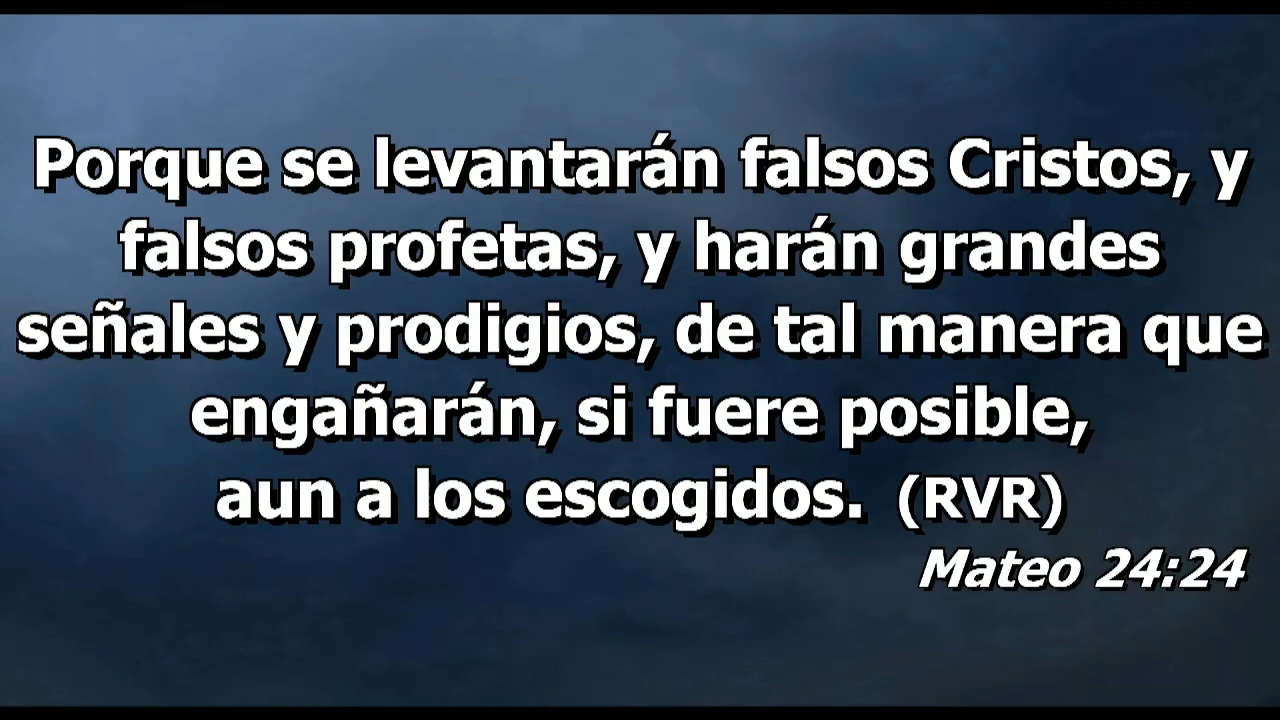 Porque se levantarán falsos Cristos, y
falsos profetas, y harán grandes
señales y prodigios, de tal manera que
engañarán, si fuere posible,
aun a los escogidos. (RVR)
Mateo 24:24